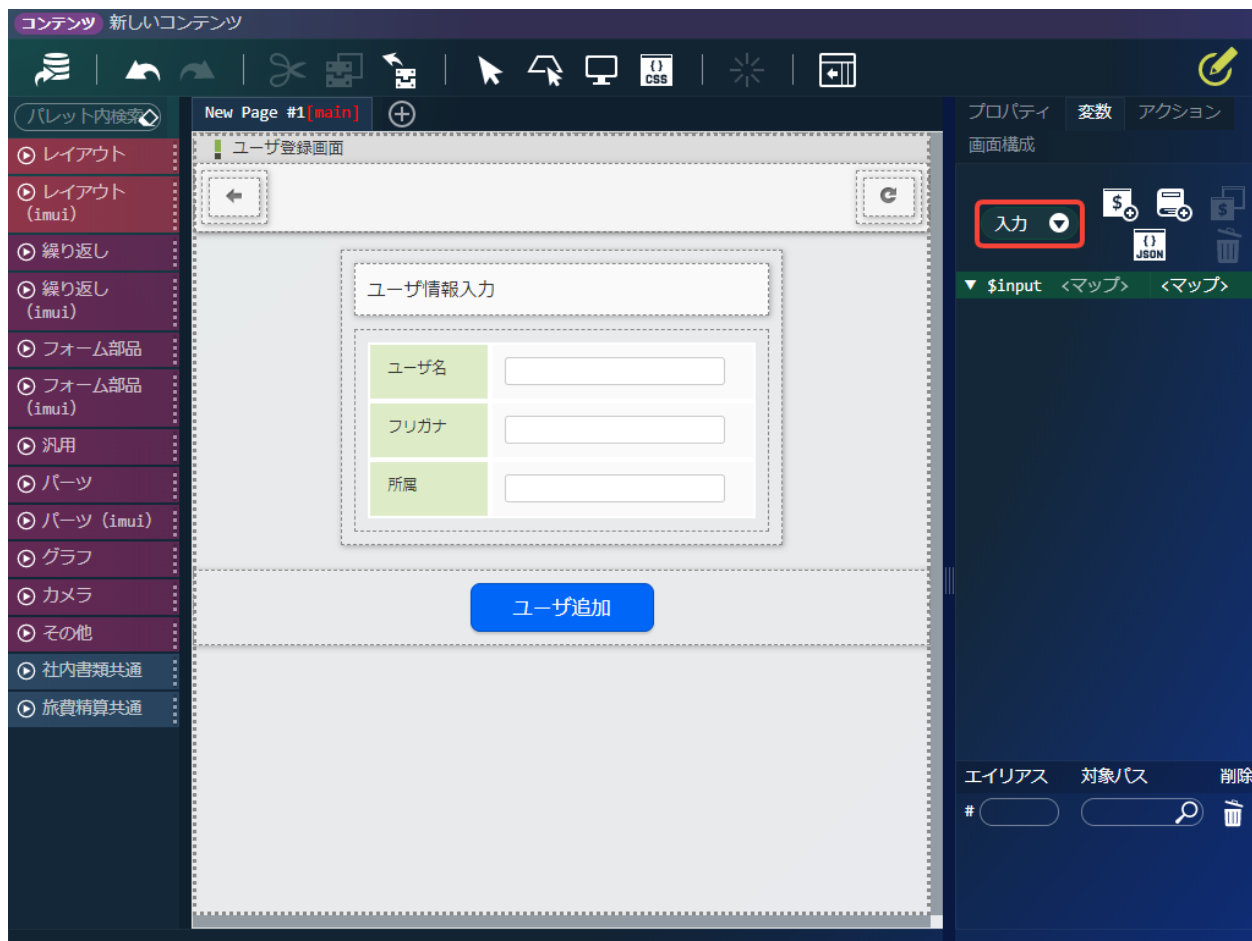 コンテンツ 新しいコンテンツ
{} CSS
パレット内検索
New Page #1[main]
プロパティ 変数 アクション
画面構成
レイアウト
レイアウト
(imui)
繰り返し
繰り返し
(imui)
フォーム部品
フォーム部品
(imui)
汎用
パーツ
パーツ (imui)
グラフ
カメラ
その他
社内書類共通
旅費精算共通
ユーザ登録画面
ユーザ情報入力
ユーザ名
フリガナ
所属
ユーザ追加
入力
$ $
{} JSON
▼ $input <マップ> <マップ>
エイリアス 対象パス 削除
#